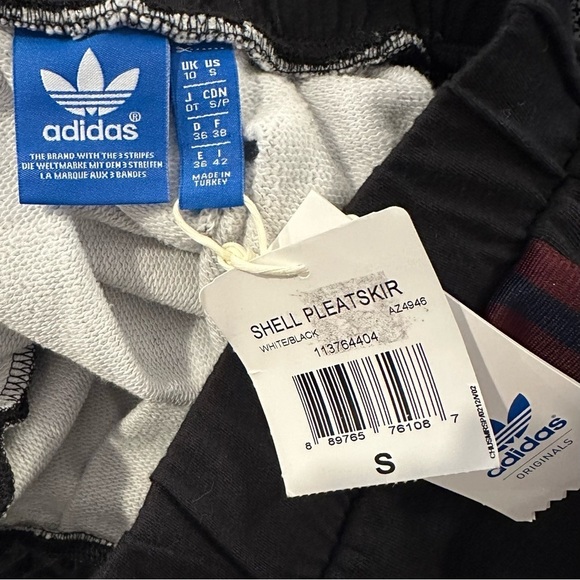 adidas®
THE BRAND WITH THE 3 STRIPES
DIE WELTMARKE MIT DEN 3 STREIFEN
LA MARQUE AUX 3 BANDES
UK US
10 S
J CDN
OT S/P
D F
36 38
E I
36 42
MADE IN
TURKEY
SHELL PLEATSKIR
WHITE/BLACK AZ4946
113764404
8 89765 76108 7
S
adidas
ORIGINALS